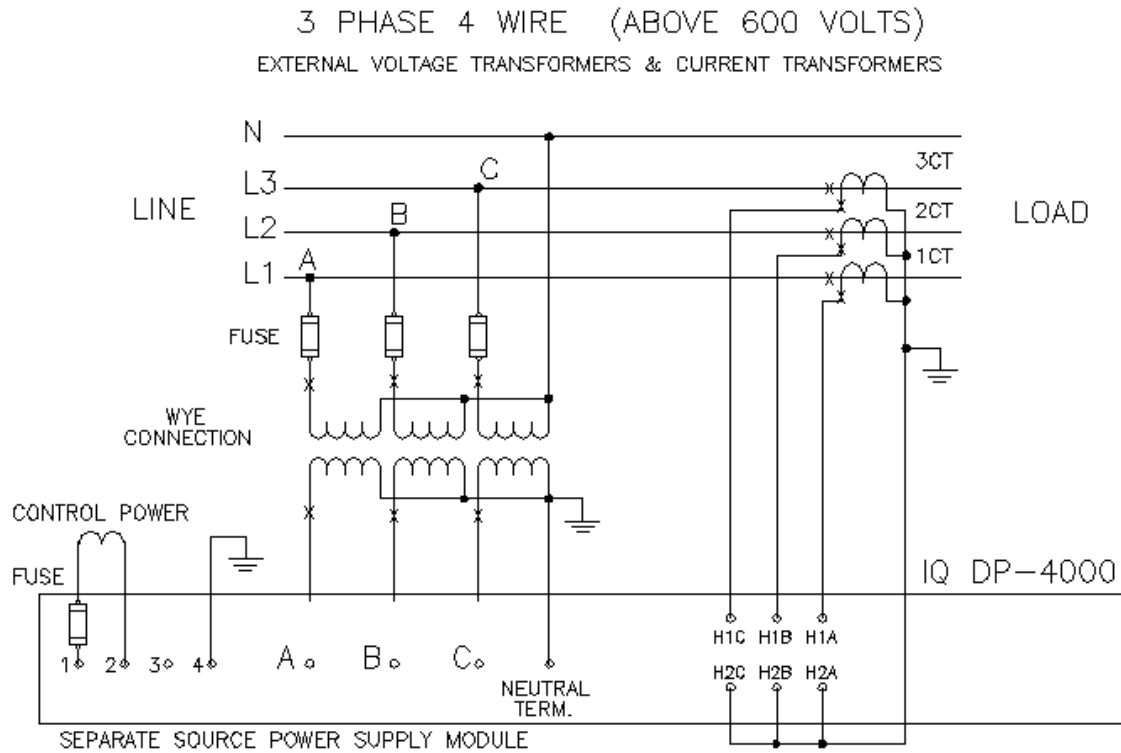 3 PHASE 4 WIRE (ABOVE 600 VOLTS)
EXTERNAL VOLTAGE TRANSFORMERS & CURRENT TRANSFORMERS
N
L3
L2
L1
LINE
A
B
C
3CT
2CT
1CT
LOAD
FUSE
WYE
CONNECTION
CONTROL POWER
FUSE
IQ DP-4000
1 2 3 4
A B C
NEUTRAL
TERM.
H1C H1B H1A
H2C H2B H2A
SEPARATE SOURCE POWER SUPPLY MODULE